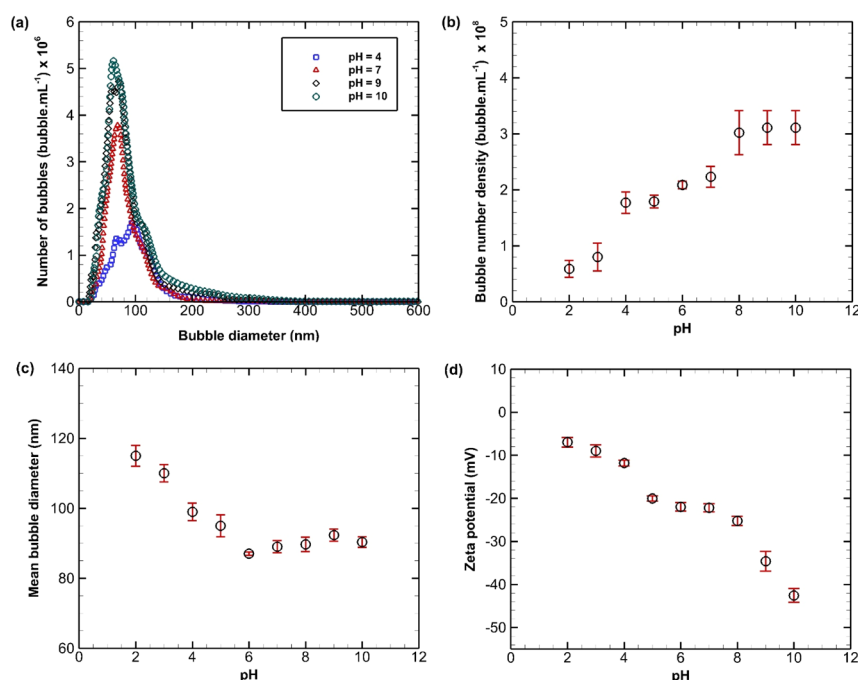 (a)
Number of bubbles (bubble.mL⁻¹) x 10⁶
6
5
4
3
2
1
0
0 100 200 300 400 500 600
Bubble diameter (nm)
pH = 4
pH = 7
pH = 9
pH = 10
(b)
Bubble number density (bubble.mL⁻¹) x 10⁸
5
4
3
2
1
0
0 2 4 6 8 10 12
pH
(c)
Mean bubble diameter (nm)
140
120
100
80
60
0 2 4 6 8 10 12
pH
(d)
Zeta potential (mV)
10
0
-10
-20
-30
-40
-50
0 2 4 6 8 10 12
pH